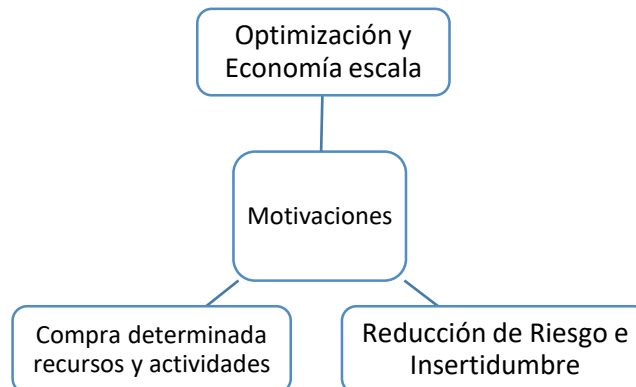 Optimización y
Economía escala
Motivaciones
Compra determinada
recursos y actividades
Reducción de Riesgo e
Insertidumbre